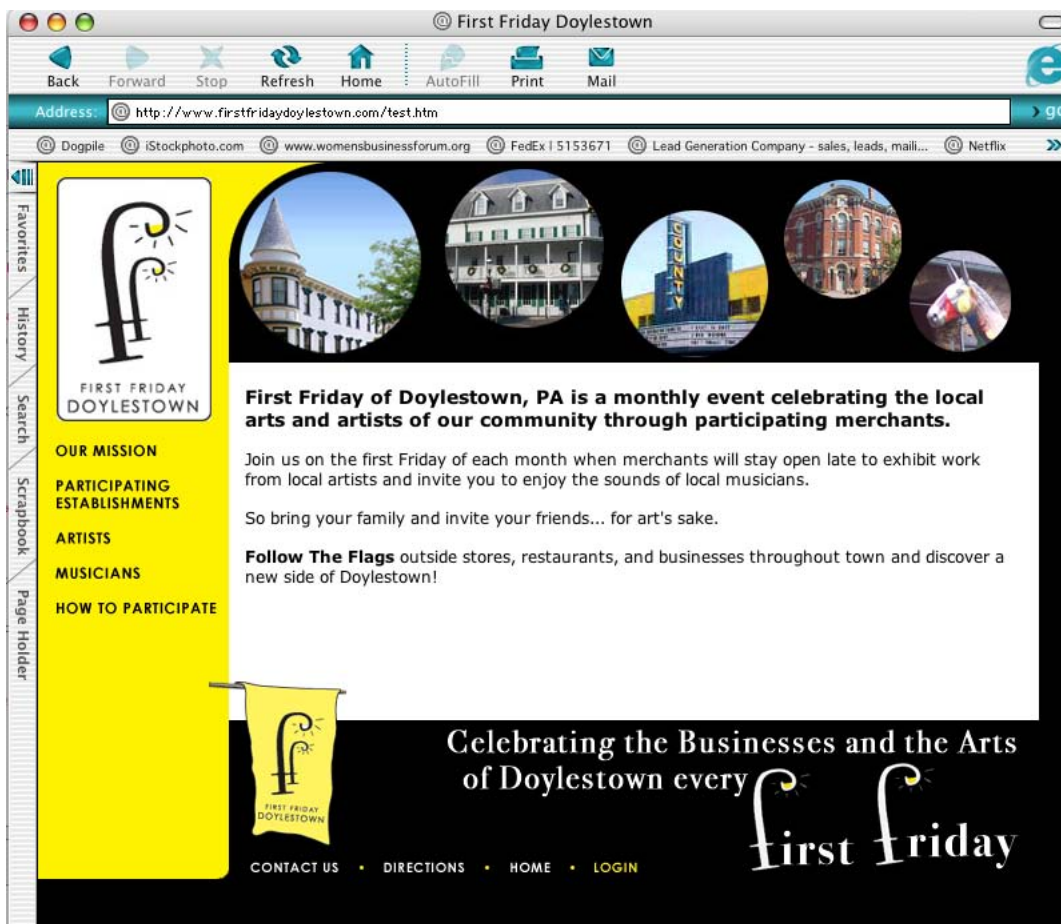 First Friday Doylestown
Back Forward Stop Refresh Home AutoFill Print Mail
Address: http://www.firstfridaydoylestown.com/test.htm
Dogpile iStockphoto.com www.womensbusinessforum.org FedEx | 5153671 Lead Generation Company - sales, leads, maili... Netflix
Favorites
History
Search
Scrapbook
Page Holder
FIRST FRIDAY
DOYLESTOWN
OUR MISSION
PARTICIPATING
ESTABLISHMENTS
ARTISTS
MUSICIANS
HOW TO PARTICIPATE
COUNTY
First Friday of Doylestown, PA is a monthly event celebrating the local
arts and artists of our community through participating merchants.
Join us on the first Friday of each month when merchants will stay open late to exhibit work
from local artists and invite you to enjoy the sounds of local musicians.
So bring your family and invite your friends... for art's sake.
Follow The Flags outside stores, restaurants, and businesses throughout town and discover a
new side of Doylestown!
FIRST FRIDAY
DOYLESTOWN
Celebrating the Businesses and the Arts
of Doylestown every
first friday
CONTACT US • DIRECTIONS • HOME • LOGIN